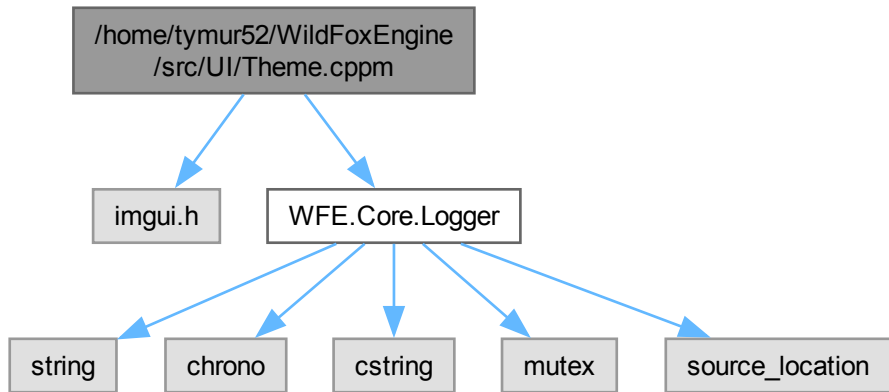 /home/tymur52/WildFoxEngine
/src/UI/Theme.cppm
imgui.h
WFE.Core.Logger
string
chrono
cstring
mutex
source_location